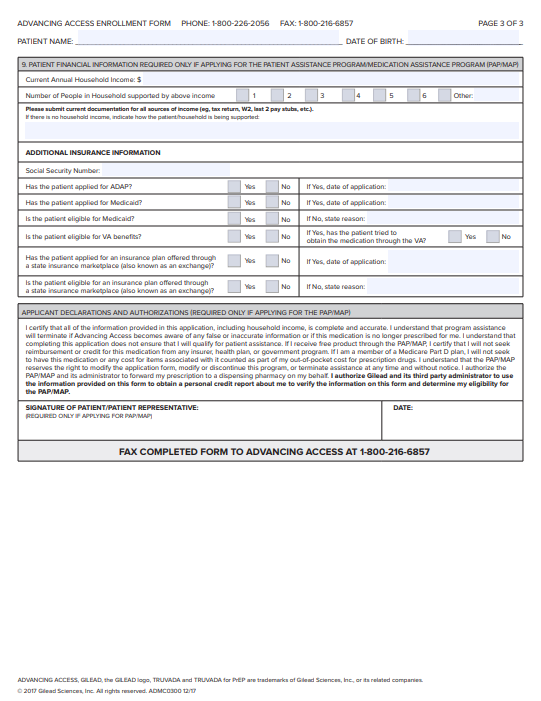 ADVANCING ACCESS ENROLLMENT FORM PHONE: 1-800-226-2056 FAX: 1-800-216-6857 PAGE 3 OF 3
PATIENT NAME: DATE OF BIRTH:
9. PATIENT FINANCIAL INFORMATION REQUIRED ONLY IF APPLYING FOR THE PATIENT ASSISTANCE PROGRAM/MEDICATION ASSISTANCE PROGRAM (PAP/MAP)
Current Annual Household Income: $
Number of People in Household supported by above income 1 2 3 4 5 6 Other:
Please submit current documentation for all sources of income (eg, tax return, W2, last 2 pay stubs, etc.).
If there is no household income, indicate how the patient/household is being supported:
ADDITIONAL INSURANCE INFORMATION
Social Security Number:
Has the patient applied for ADAP? Yes No If Yes, date of application:
Has the patient applied for Medicaid? Yes No If Yes, date of application:
Is the patient eligible for Medicaid? Yes No If No, state reason:
Is the patient eligible for VA benefits? Yes No If Yes, has the patient tried to
obtain the medication through the VA? Yes No
Has the patient applied for an insurance plan offered through
a state insurance marketplace (also known as an exchange)? Yes No If Yes, date of application:
Is the patient eligible for an insurance plan offered through
a state insurance marketplace (also known as an exchange)? Yes No If No, state reason:
APPLICANT DECLARATIONS AND AUTHORIZATIONS (REQUIRED ONLY IF APPLYING FOR THE PAP/MAP)
I certify that all of the information provided in this application, including household income, is complete and accurate. I understand that program assistance
will terminate if Advancing Access becomes aware of any false or inaccurate information or if this medication is no longer prescribed for me. I understand that
completing this application does not ensure that I will qualify for patient assistance. If I receive free product through the PAP/MAP, I certify that I will not seek
reimbursement or credit for this medication from any insurer, health plan, or government program. If I am a member of a Medicare Part D plan, I will not seek
to have this medication or any cost for items associated with it counted as part of my out-of-pocket cost for prescription drugs. I understand that the PAP/MAP
reserves the right to modify the application form, modify or discontinue this program, or terminate assistance at any time and without notice. I authorize the
PAP/MAP and its administrator to forward my prescription to a dispensing pharmacy on my behalf. I authorize Gilead and its third party administrator to use
the information provided on this form to obtain a personal credit report about me to verify the information on this form and determine my eligibility for
the PAP/MAP.
SIGNATURE OF PATIENT/PATIENT REPRESENTATIVE: DATE:
(REQUIRED ONLY IF APPLYING FOR PAP/MAP)
FAX COMPLETED FORM TO ADVANCING ACCESS AT 1-800-216-6857
ADVANCING ACCESS, GILEAD, the GILEAD logo, TRUVADA and TRUVADA for PrEP are trademarks of Gilead Sciences, Inc., or its related companies.
© 2017 Gilead Sciences, Inc. All rights reserved. ADMC0300 12/17